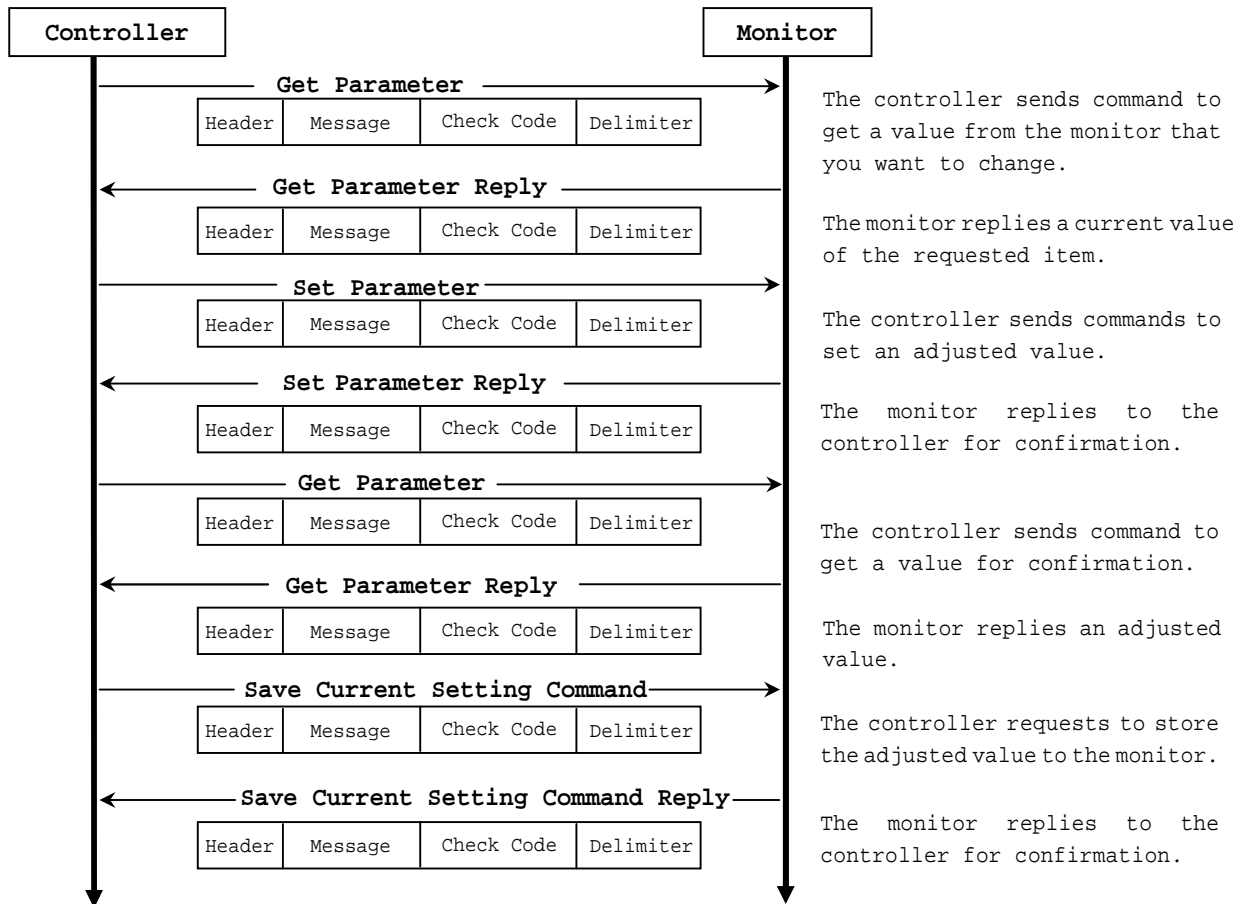 Controller
Monitor
Get Parameter
Header Message Check Code Delimiter
The controller sends command to
get a value from the monitor that
you want to change.
Get Parameter Reply
Header Message Check Code Delimiter
The monitor replies a current value
of the requested item.
Set Parameter
Header Message Check Code Delimiter
The controller sends commands to
set an adjusted value.
Set Parameter Reply
Header Message Check Code Delimiter
The monitor replies to the
controller for confirmation.
Get Parameter
Header Message Check Code Delimiter
The controller sends command to
get a value for confirmation.
Get Parameter Reply
Header Message Check Code Delimiter
The monitor replies an adjusted
value.
Save Current Setting Command
Header Message Check Code Delimiter
The controller requests to store
the adjusted value to the monitor.
Save Current Setting Command Reply
Header Message Check Code Delimiter
The monitor replies to the
controller for confirmation.